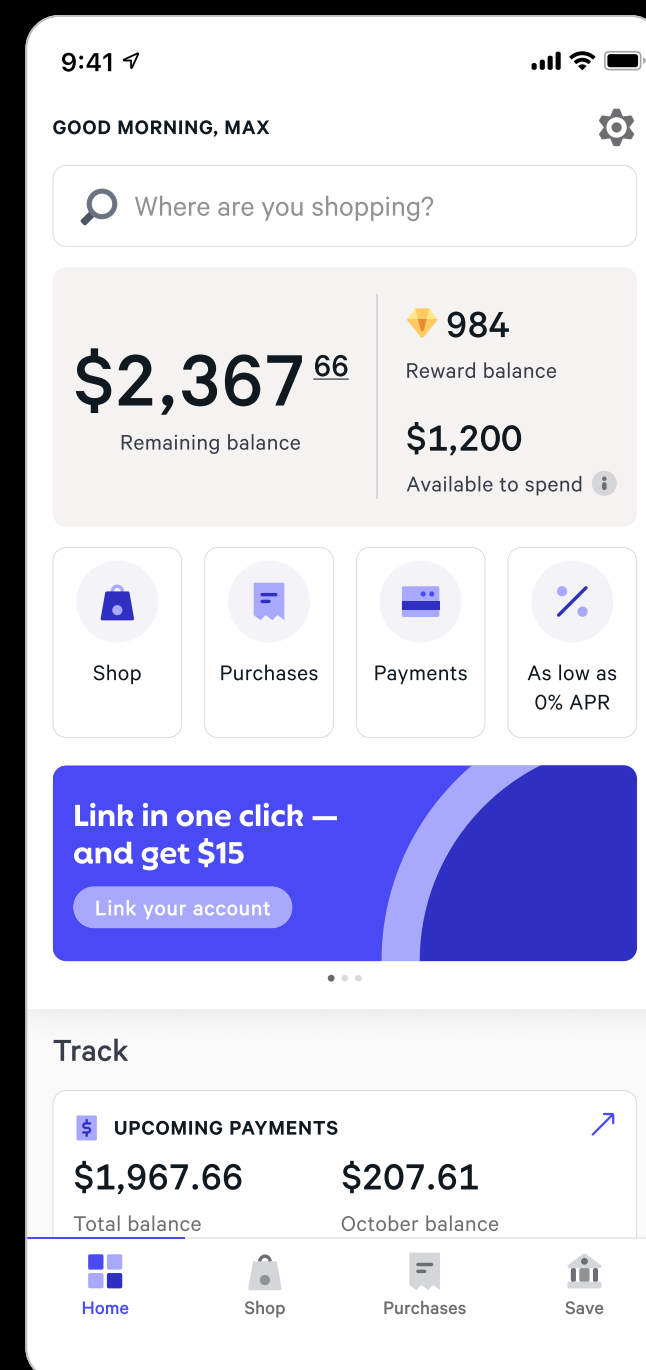 9:41
GOOD MORNING, MAX
Where are you shopping?
$2,367 66
Remaining balance
984
Reward balance
$1,200
Available to spend
Shop
Purchases
Payments
As low as
0% APR
Link in one click —
and get $15
Link your account
Track
$ UPCOMING PAYMENTS
$1,967.66 $207.61
Total balance October balance
Home Shop Purchases Save